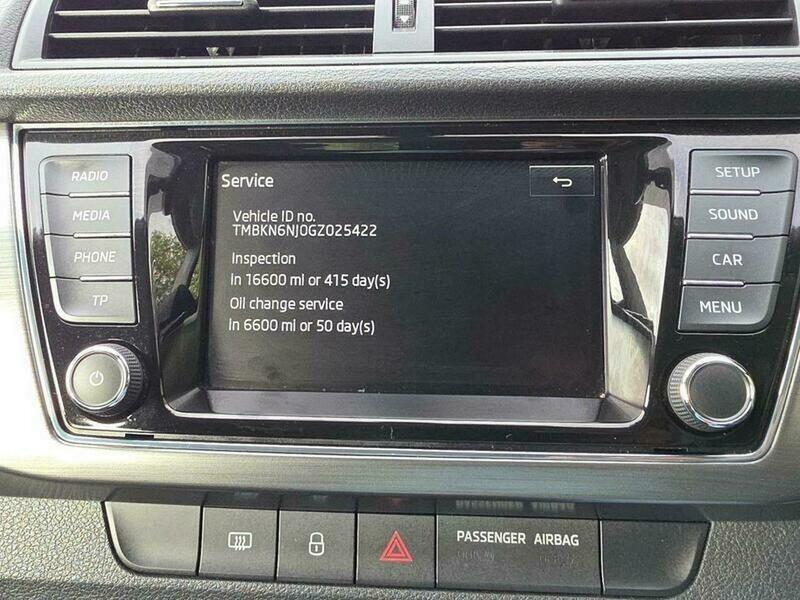 RADIO
MEDIA
PHONE
TP
Service
Vehicle ID no.
TMBKN6NJ0GZ025422
Inspection
In 16600 mi or 415 day(s)
Oil change service
In 6600 mi or 50 day(s)
SETUP
SOUND
CAR
MENU
PASSENGER AIRBAG